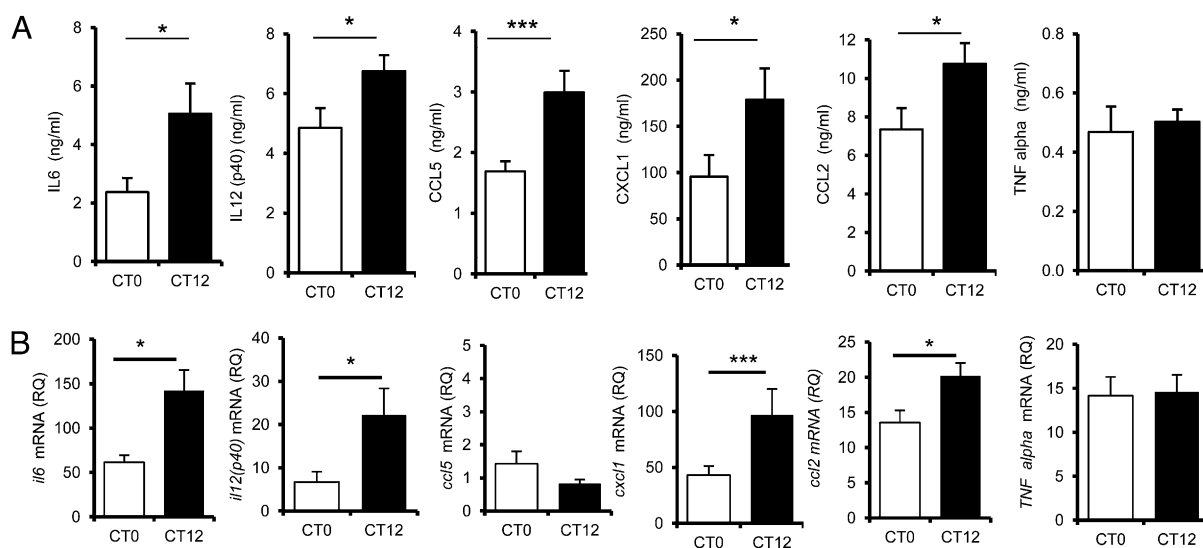 A
IL6 (ng/ml)
8
6
4
2
0
*
CT0 CT12
IL12 (p40) (ng/ml)
8
6
4
2
0
*
CT0 CT12
CCL5 (ng/ml)
4
3
2
1
0
***
CT0 CT12
CXCL1 (ng/ml)
250
200
150
100
50
0
*
CT0 CT12
CCL2 (ng/ml)
12
10
8
6
4
2
0
*
CT0 CT12
TNF alpha (ng/ml)
0.8
0.6
0.4
0.2
0.0
CT0 CT12
B
il6 mRNA (RQ)
200
150
100
50
0
*
CT0 CT12
il12(p40) mRNA (RQ)
40
30
20
10
0
*
CT0 CT12
ccl5 mRNA (RQ)
5
4
3
2
1
0
CT0 CT12
cxcl1 mRNA (RQ)
150
100
50
0
***
CT0 CT12
ccl2 mRNA (RQ)
25
20
15
10
5
0
*
CT0 CT12
TNF alpha mRNA (RQ)
20
15
10
5
0
CT0 CT12